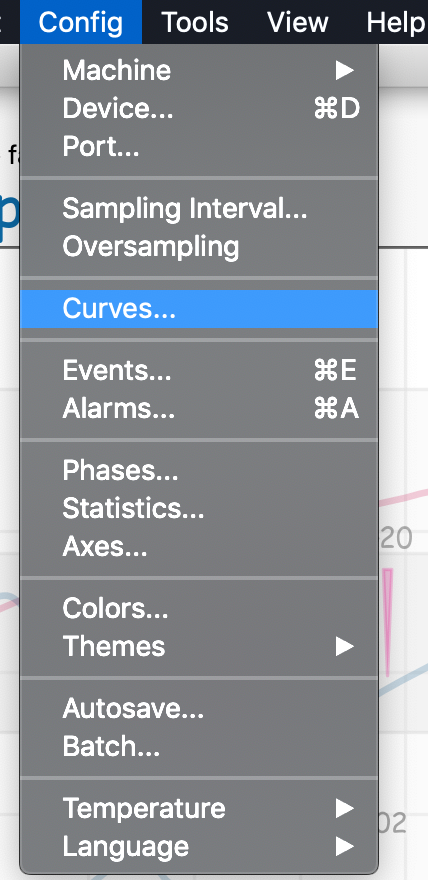 Config Tools View Help
Machine ▶
Device... ⌘D
Port...
Sampling Interval...
Oversampling
Curves...
Events... ⌘E
Alarms... ⌘A
Phases...
Statistics...
Axes...
20
Colors...
Themes ▶
Autosave...
Batch...
Temperature ▶
02
Language ▶